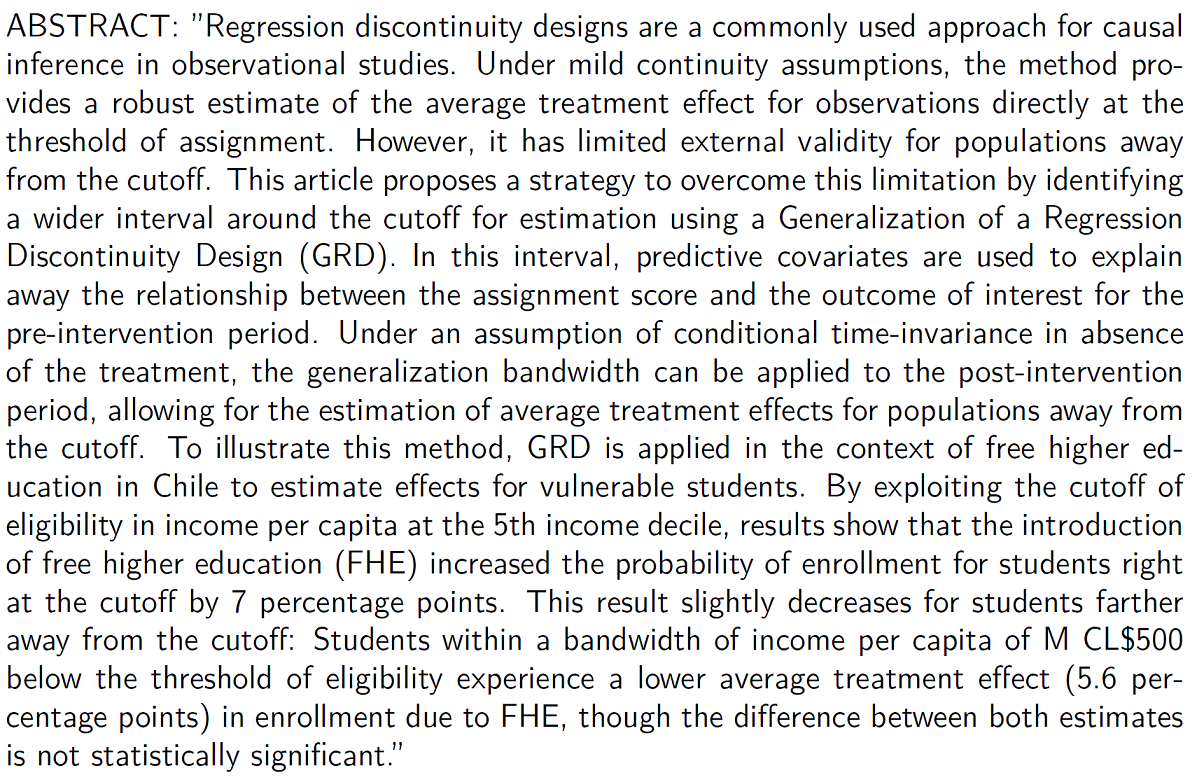 ABSTRACT: "Regression discontinuity designs are a commonly used approach for causal
inference in observational studies. Under mild continuity assumptions, the method pro-
vides a robust estimate of the average treatment effect for observations directly at the
threshold of assignment. However, it has limited external validity for populations away
from the cutoff. This article proposes a strategy to overcome this limitation by identifying
a wider interval around the cutoff for estimation using a Generalization of a Regression
Discontinuity Design (GRD). In this interval, predictive covariates are used to explain
away the relationship between the assignment score and the outcome of interest for the
pre-intervention period. Under an assumption of conditional time-invariance in absence
of the treatment, the generalization bandwidth can be applied to the post-intervention
period, allowing for the estimation of average treatment effects for populations away from
the cutoff. To illustrate this method, GRD is applied in the context of free higher ed-
ucation in Chile to estimate effects for vulnerable students. By exploiting the cutoff of
eligibility in income per capita at the 5th income decile, results show that the introduction
of free higher education (FHE) increased the probability of enrollment for students right
at the cutoff by 7 percentage points. This result slightly decreases for students farther
away from the cutoff: Students within a bandwidth of income per capita of M CL$500
below the threshold of eligibility experience a lower average treatment effect (5.6 per-
centage points) in enrollment due to FHE, though the difference between both estimates
is not statistically significant."